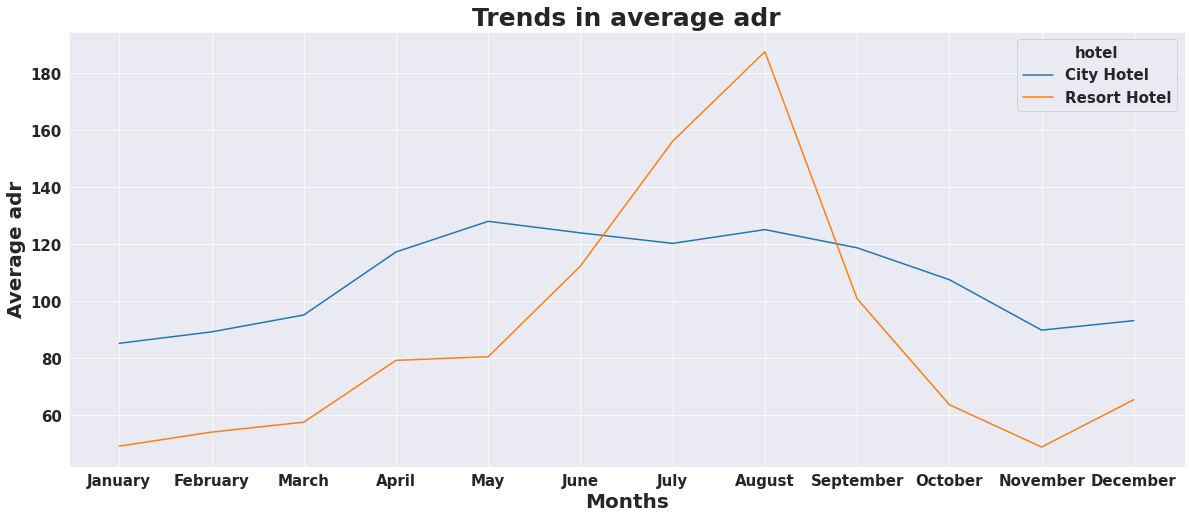 Trends in average adr
hotel
City Hotel
Resort Hotel
Average adr
180
160
140
120
100
80
60
January February March April May June July August September October November December
Months